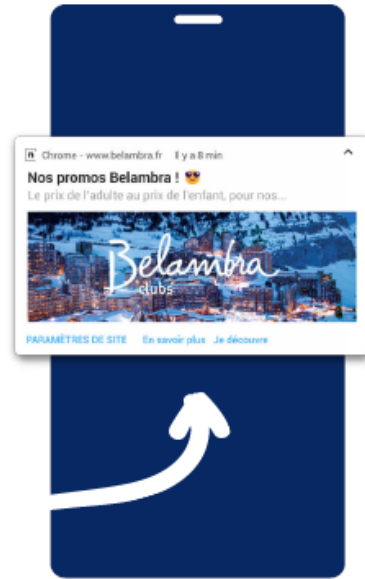 Chrome - www.belambra.fr Il y a 8 min
Nos promos Belambra ! 😎
Le prix de l'adulte au prix de l'enfant, pour nos...
Belambra
clubs
PARAMÈTRES DE SITE En savoir plus Je découvre